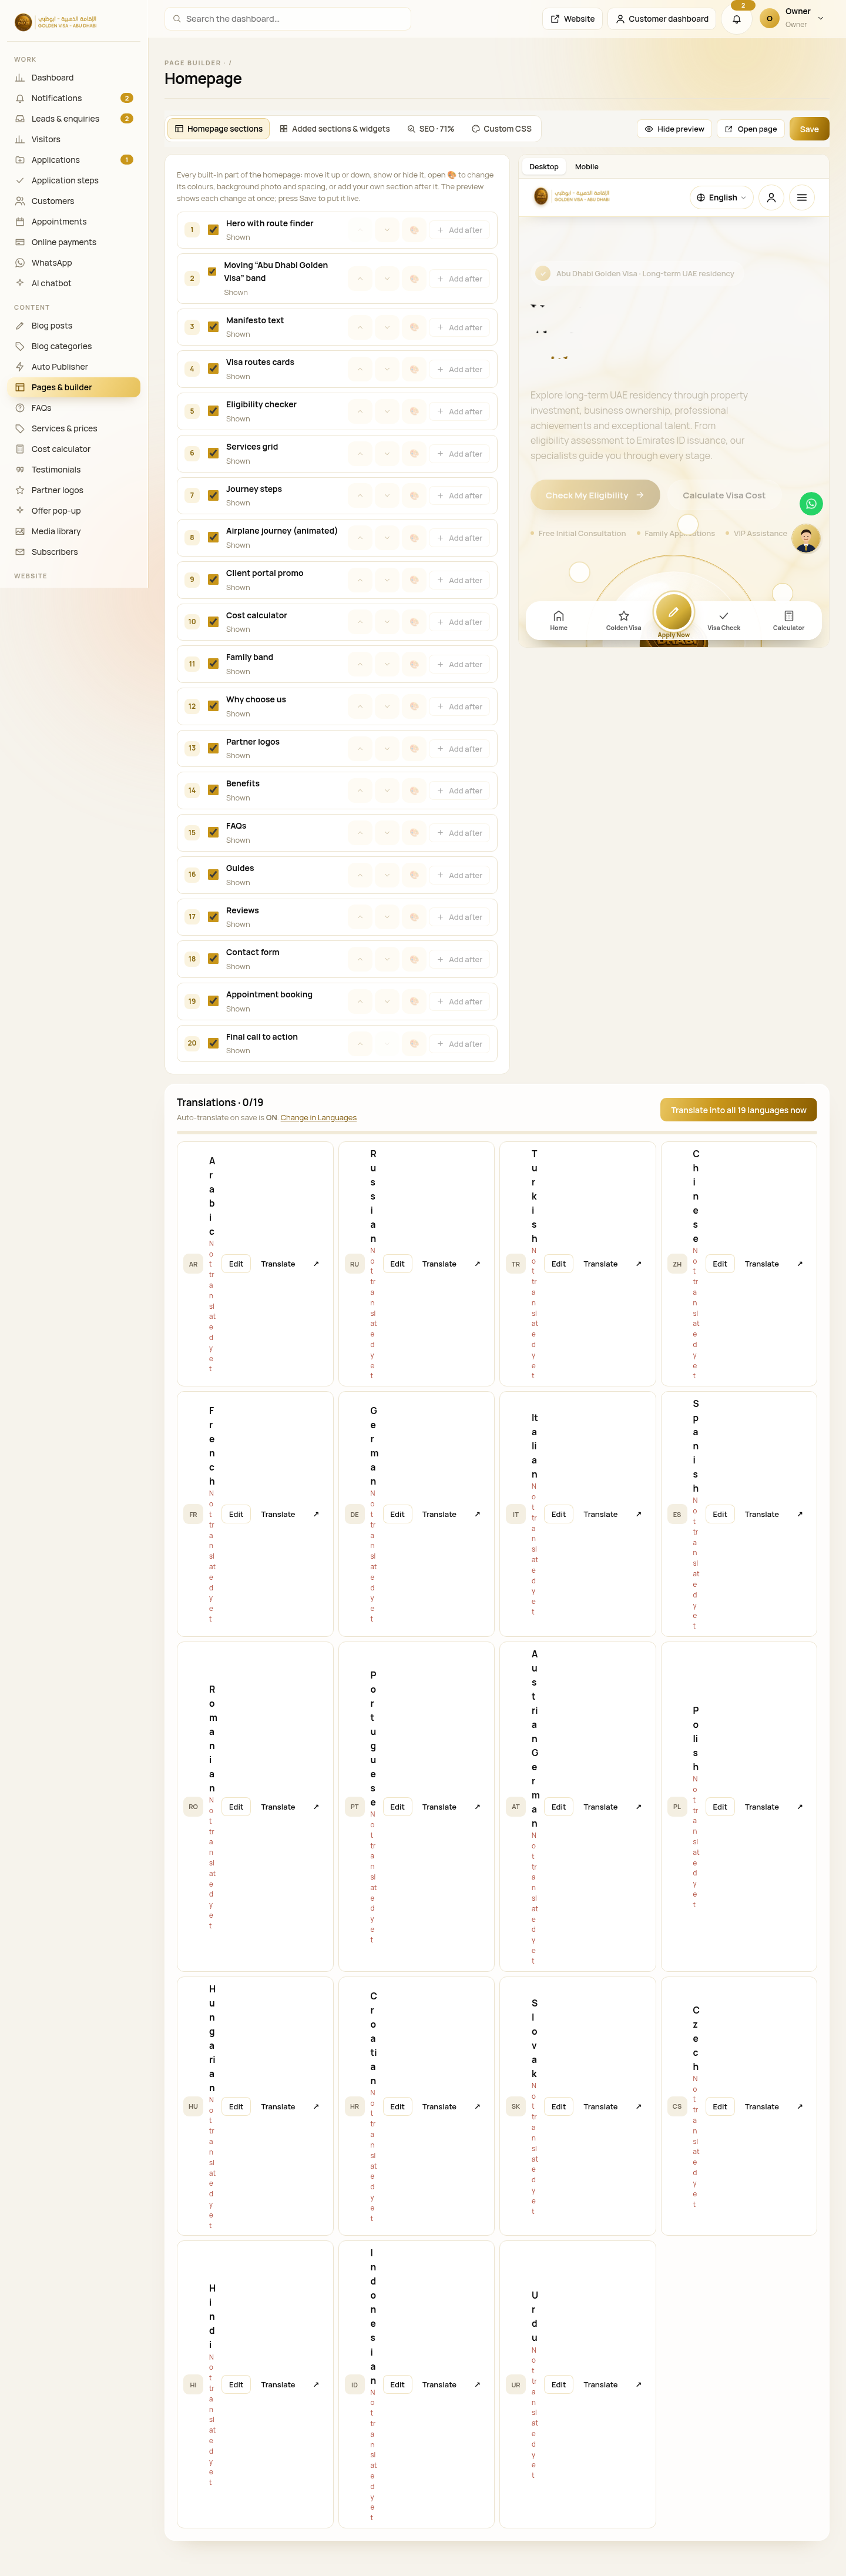 GOLDEN VISA - ABU DHABI
Search the dashboard...
Website
Customer dashboard
2
O
Owner
Owner
WORK
Dashboard
Notifications 2
Leads & enquiries 2
Visitors
Applications 1
Application steps
Customers
Appointments
Online payments
WhatsApp
AI chatbot
CONTENT
Blog posts
Blog categories
Auto Publisher
Pages & builder
FAQs
Services & prices
Cost calculator
Testimonials
Partner logos
Offer pop-up
Media library
Subscribers
WEBSITE
PAGE BUILDER · /
Homepage
Homepage sections
Added sections & widgets
SEO · 71%
Custom CSS
Hide preview
Open page
Save
Every built-in part of the homepage: move it up or down, show or hide it, open 🎨 to change
its colours, background photo and spacing, or add your own section after it. The preview
shows each change at once; press Save to put it live.
1 Hero with route finder
Shown
+ Add after
2 Moving "Abu Dhabi Golden
Visa" band
Shown
+ Add after
3 Manifesto text
Shown
+ Add after
4 Visa routes cards
Shown
+ Add after
5 Eligibility checker
Shown
+ Add after
6 Services grid
Shown
+ Add after
7 Journey steps
Shown
+ Add after
8 Airplane journey (animated)
Shown
+ Add after
9 Client portal promo
Shown
+ Add after
10 Cost calculator
Shown
+ Add after
11 Family band
Shown
+ Add after
12 Why choose us
Shown
+ Add after
13 Partner logos
Shown
+ Add after
14 Benefits
Shown
+ Add after
15 FAQs
Shown
+ Add after
16 Guides
Shown
+ Add after
17 Reviews
Shown
+ Add after
18 Contact form
Shown
+ Add after
19 Appointment booking
Shown
+ Add after
20 Final call to action
Shown
+ Add after
Desktop Mobile
GOLDEN VISA - ABU DHABI
English
Abu Dhabi Golden Visa · Long-term UAE residency
Explore long-term UAE residency through property
investment, business ownership, professional
achievements and exceptional talent. From
eligibility assessment to Emirates ID issuance, our
specialists guide you through every stage.
Check My Eligibility →
Calculate Visa Cost
Free Initial Consultation
Family Applications
VIP Assistance
Home
Golden Visa
Apply Now
Visa Check
Calculator
Translations · 0/19
Auto-translate on save is ON. Change in Languages
Translate into all 19 languages now
AR Arabic Not translated yet Edit Translate ↗
RU Russian Not translated yet Edit Translate ↗
TR Turkish Not translated yet Edit Translate ↗
ZH Chinese Not translated yet Edit Translate ↗
FR French Not translated yet Edit Translate ↗
DE German Not translated yet Edit Translate ↗
IT Italian Not translated yet Edit Translate ↗
ES Spanish Not translated yet Edit Translate ↗
RO Romanian Not translated yet Edit Translate ↗
PT Portuguese Not translated yet Edit Translate ↗
AT Austrian German Not translated yet Edit Translate ↗
PL Polish Not translated yet Edit Translate ↗
HU Hungarian Not translated yet Edit Translate ↗
HR Croatian Not translated yet Edit Translate ↗
SK Slovak Not translated yet Edit Translate ↗
CS Czech Not translated yet Edit Translate ↗
HI Hindi Not translated yet Edit Translate ↗
ID Indonesian Not translated yet Edit Translate ↗
UR Urdu Not translated yet Edit Translate ↗